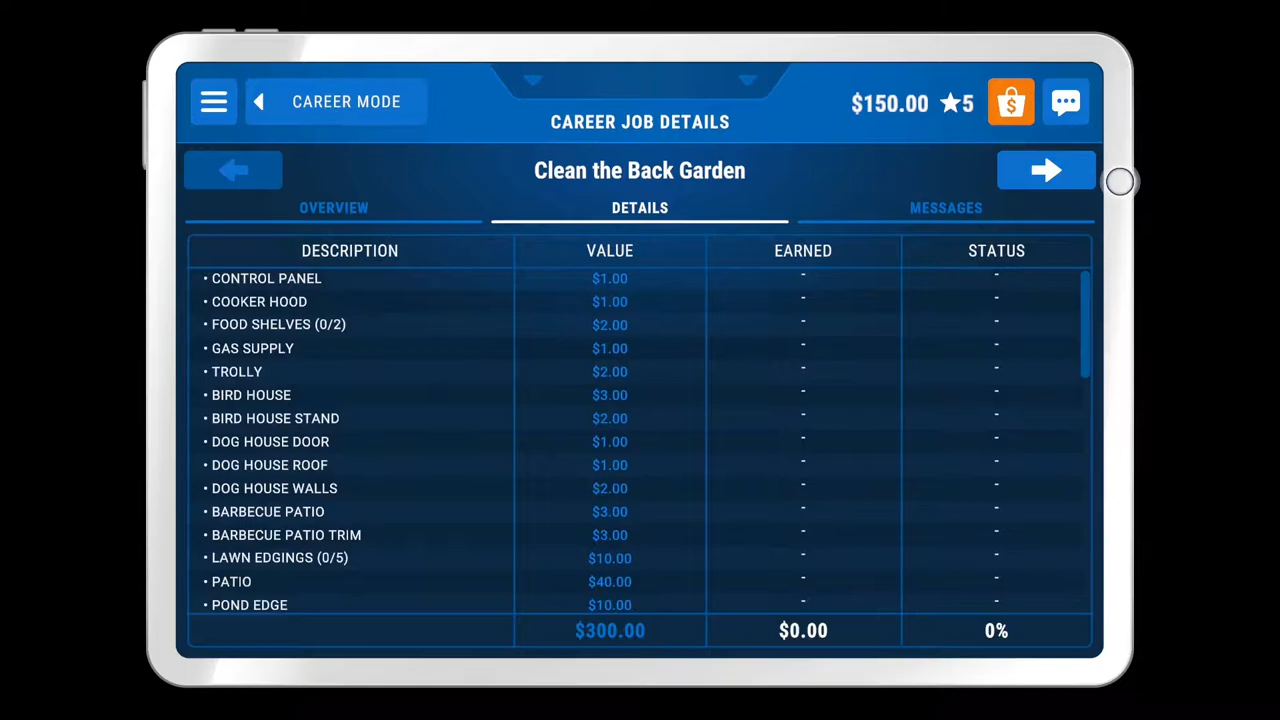 CAREER MODE
$150.00 ★5
CAREER JOB DETAILS
Clean the Back Garden
OVERVIEW DETAILS MESSAGES
DESCRIPTION VALUE EARNED STATUS
• CONTROL PANEL $1.00 - -
• COOKER HOOD $1.00 - -
• FOOD SHELVES (0/2) $2.00 - -
• GAS SUPPLY $1.00 - -
• TROLLY $2.00 - -
• BIRD HOUSE $3.00 - -
• BIRD HOUSE STAND $2.00 - -
• DOG HOUSE DOOR $1.00 - -
• DOG HOUSE ROOF $1.00 - -
• DOG HOUSE WALLS $2.00 - -
• BARBECUE PATIO $3.00 - -
• BARBECUE PATIO TRIM $3.00 - -
• LAWN EDGINGS (0/5) $10.00 - -
• PATIO $40.00 - -
• POND EDGE $10.00 - -
$300.00 $0.00 0%